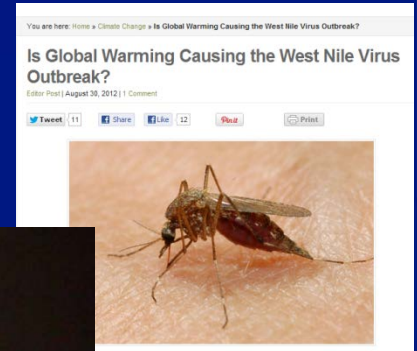 You are here: Home » Climate Change » Is Global Warming Causing the West Nile Virus Outbreak?
Is Global Warming Causing the West Nile Virus
Outbreak?
Editor Post | August 30, 2012 | 1 Comment
Tweet 11 Share Like 12 Pin it Print